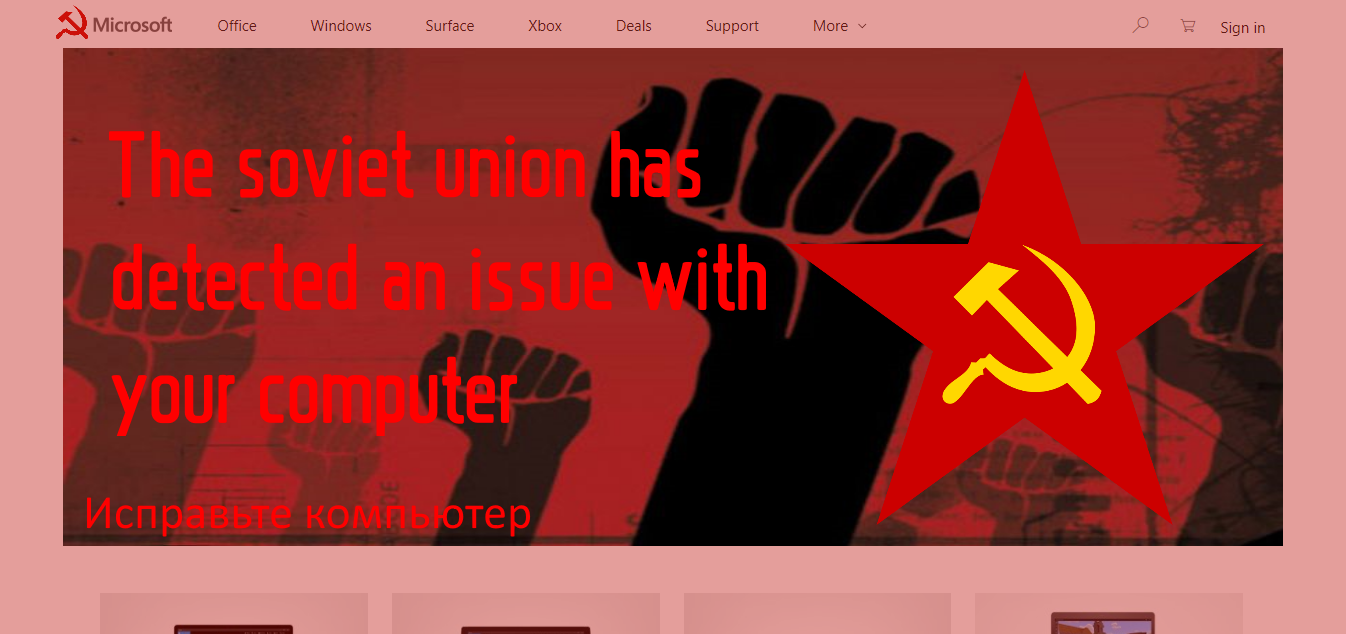 Microsoft Office Windows Surface Xbox Deals Support More Sign in
The soviet union has
detected an issue with
your computer
Исправьте компьютер